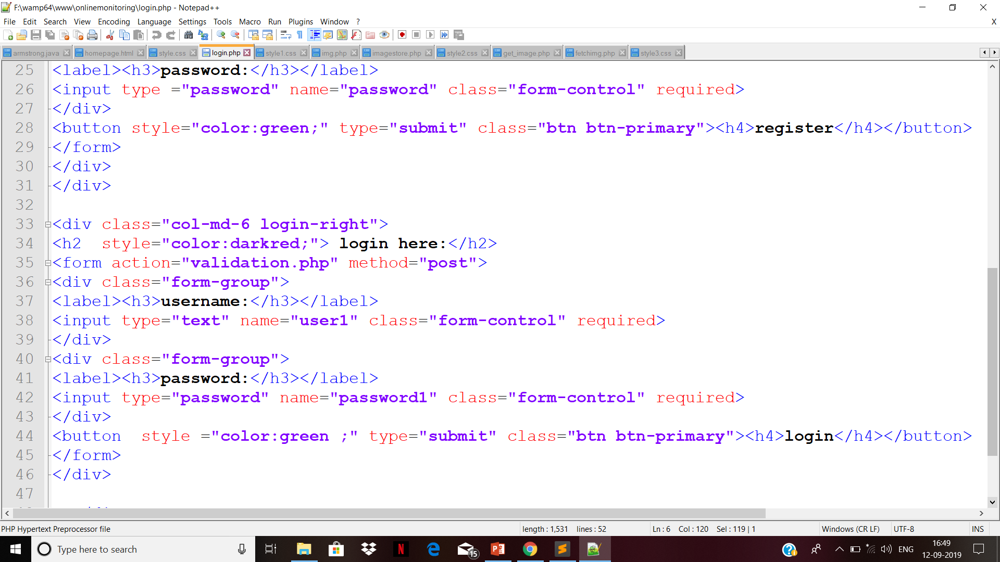 F:\wamp64\www\onlinemonitoring\login.php - Notepad++
File Edit Search View Encoding Language Settings Tools Macro Run Plugins Window ? X
armstrong.java homepage.html style.css login.php style1.css img.php imagestore.php style2.css get_image.php fetchimg.php style3.css
25 <label><h3>password:</h3></label>
26 <input type ="password" name="password" class="form-control" required>
27 </div>
28 <button style="color:green;" type="submit" class="btn btn-primary"><h4>register</h4></button>
29 </form>
30 </div>
31 </div>
32
33 <div class="col-md-6 login-right">
34 <h2  style="color:darkred;"> login here:</h2>
35 <form action="validation.php" method="post">
36 <div class="form-group">
37 <label><h3>username:</h3></label>
38 <input type="text" name="user1" class="form-control" required>
39 </div>
40 <div class="form-group">
41 <label><h3>password:</h3></label>
42 <input type="password" name="password1" class="form-control" required>
43 </div>
44 <button  style ="color:green ;" type="submit" class="btn btn-primary"><h4>login</h4></button>
45 </form>
46 </div>
47
PHP Hypertext Preprocessor file length : 1,531 lines : 52 Ln : 6 Col : 120 Sel : 119 | 1 Windows (CR LF) UTF-8 INS
Type here to search 15 ENG 16:49
12-09-2019